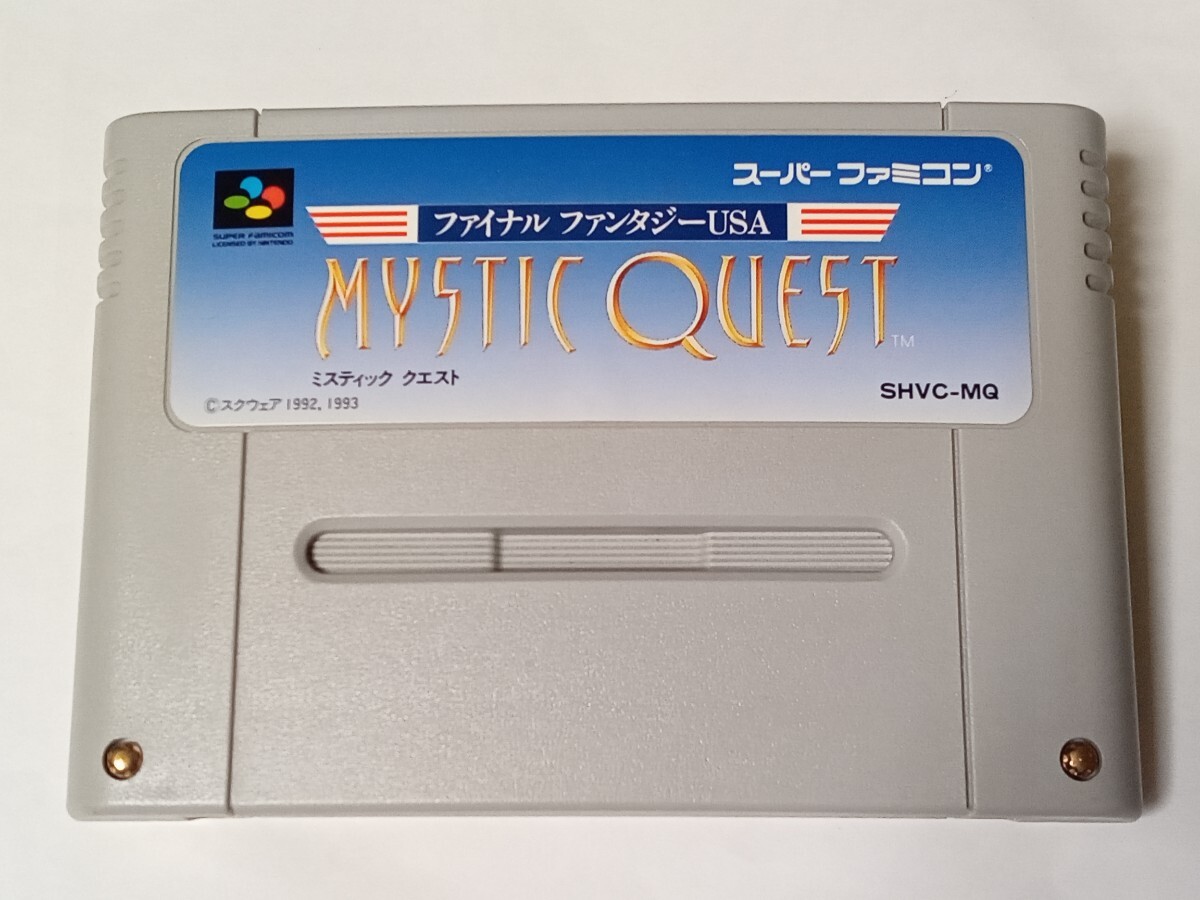 スーパーファミコン®
SUPER FAMICOM
LICENSED BY NINTENDO
ファイナル ファンタジーUSA
MYSTIC QUEST™
ミスティック クエスト
SHVC-MQ
©スクウェア 1992, 1993